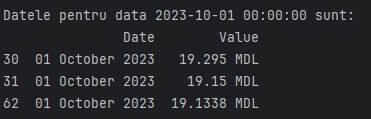 Datele pentru data 2023-10-01 00:00:00 sunt:
Date Value
30 01 October 2023 19.295 MDL
31 01 October 2023 19.15 MDL
62 01 October 2023 19.1338 MDL